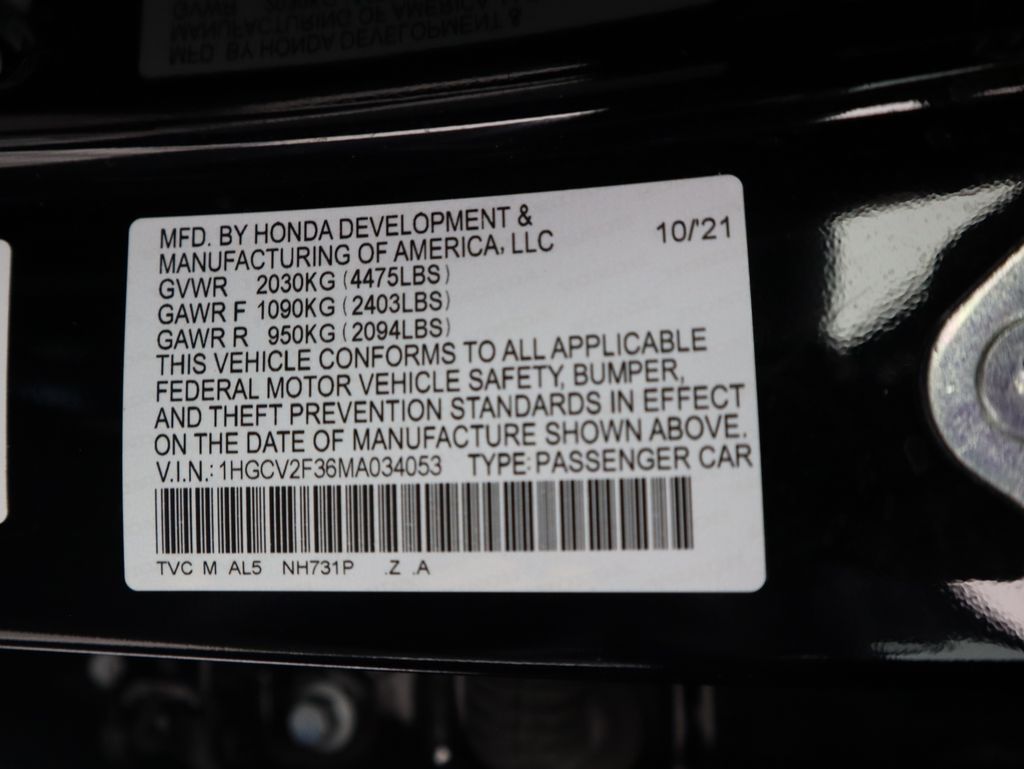 MFD. BY HONDA DEVELOPMENT &
MANUFACTURING OF AMERICA, LLC 10/'21
GVWR 2030KG (4475LBS)
GAWR F 1090KG (2403LBS)
GAWR R 950KG (2094LBS)
THIS VEHICLE CONFORMS TO ALL APPLICABLE
FEDERAL MOTOR VEHICLE SAFETY, BUMPER,
AND THEFT PREVENTION STANDARDS IN EFFECT
ON THE DATE OF MANUFACTURE SHOWN ABOVE.
V.I.N.: 1HGCV2F36MA034053 TYPE: PASSENGER CAR
TVC M AL5 NH731P .Z .A